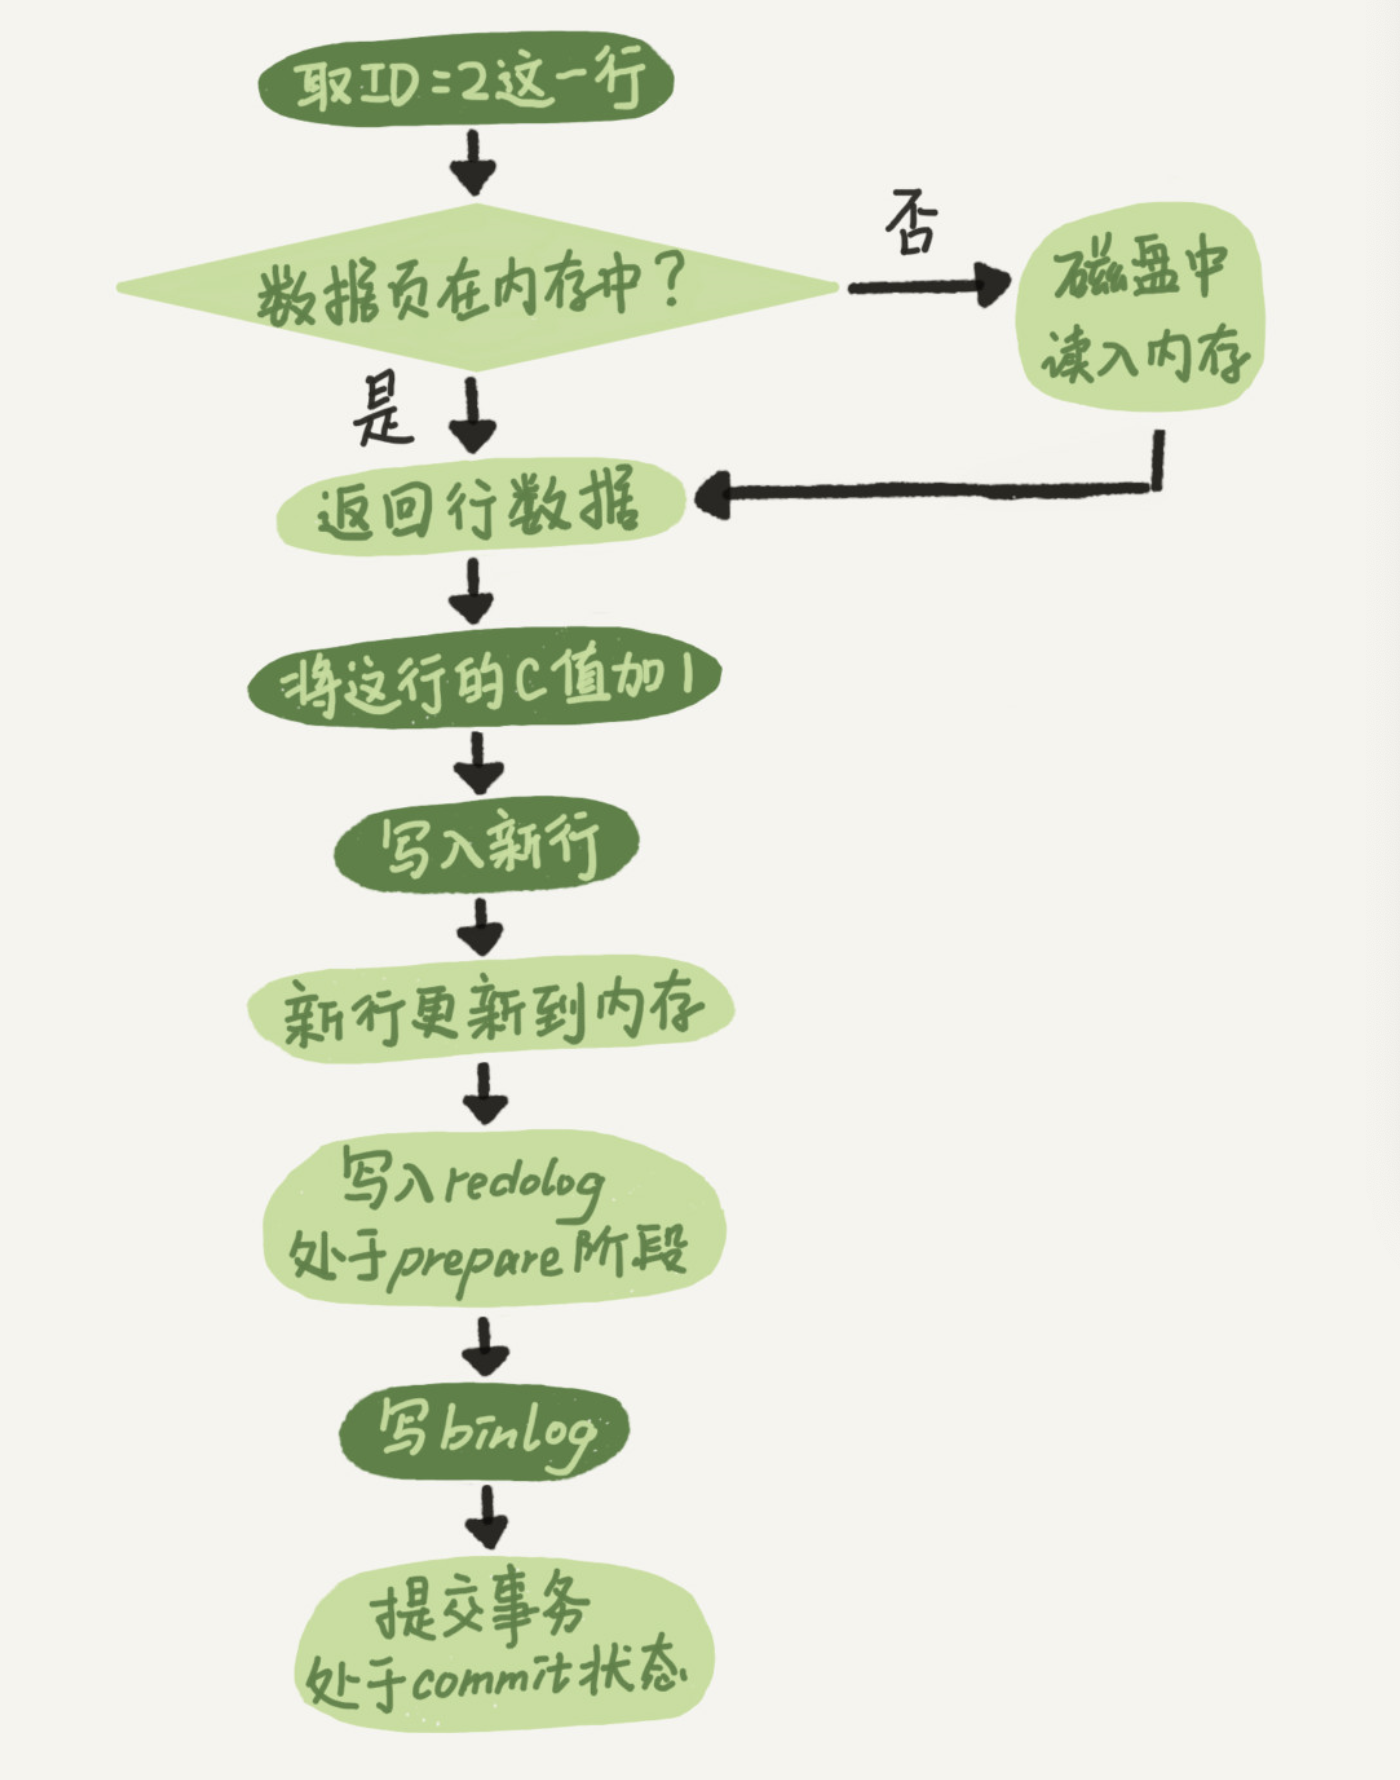 取ID=2这一行
数据页在内存中？
否
磁盘中
读入内存
是
返回行数据
将这行的C值加1
写入新行
新行更新到内存
写入redolog
处于prepare阶段
写binlog
提交事务
处于commit状态